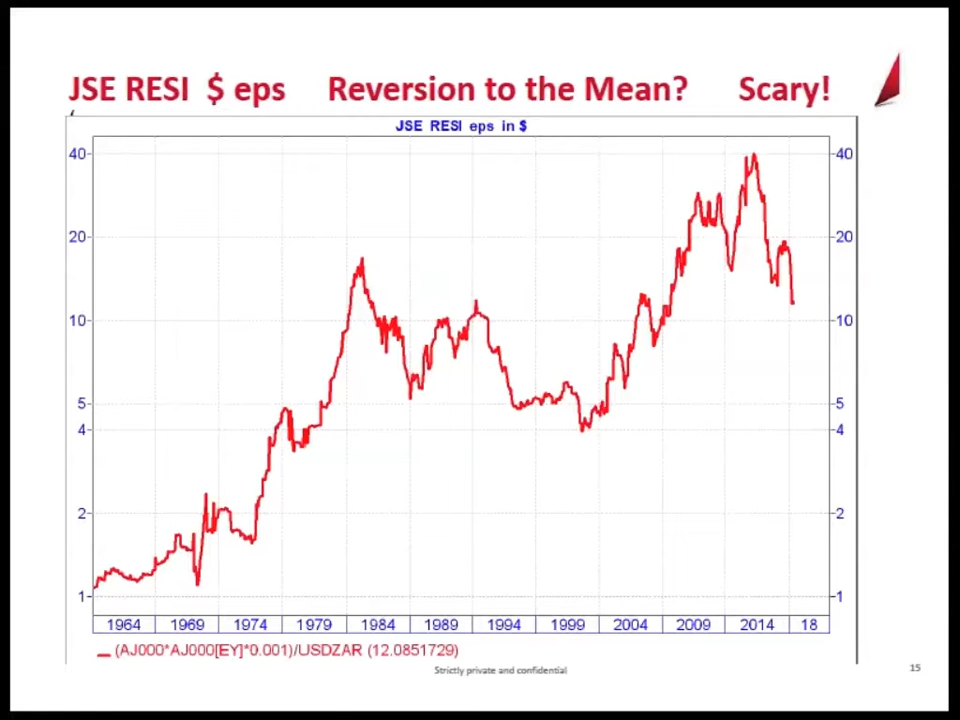 JSE RESI $ eps Reversion to the Mean? Scary!
JSE RESI eps in $
40 40
20 20
10 10
5 5
4 4
2 2
1 1
1964 1969 1974 1979 1984 1989 1994 1999 2004 2009 2014 18
(AJ000*AJ000[EY]*0.001)/USDZAR (12.0851729)
Strictly private and confidential
15